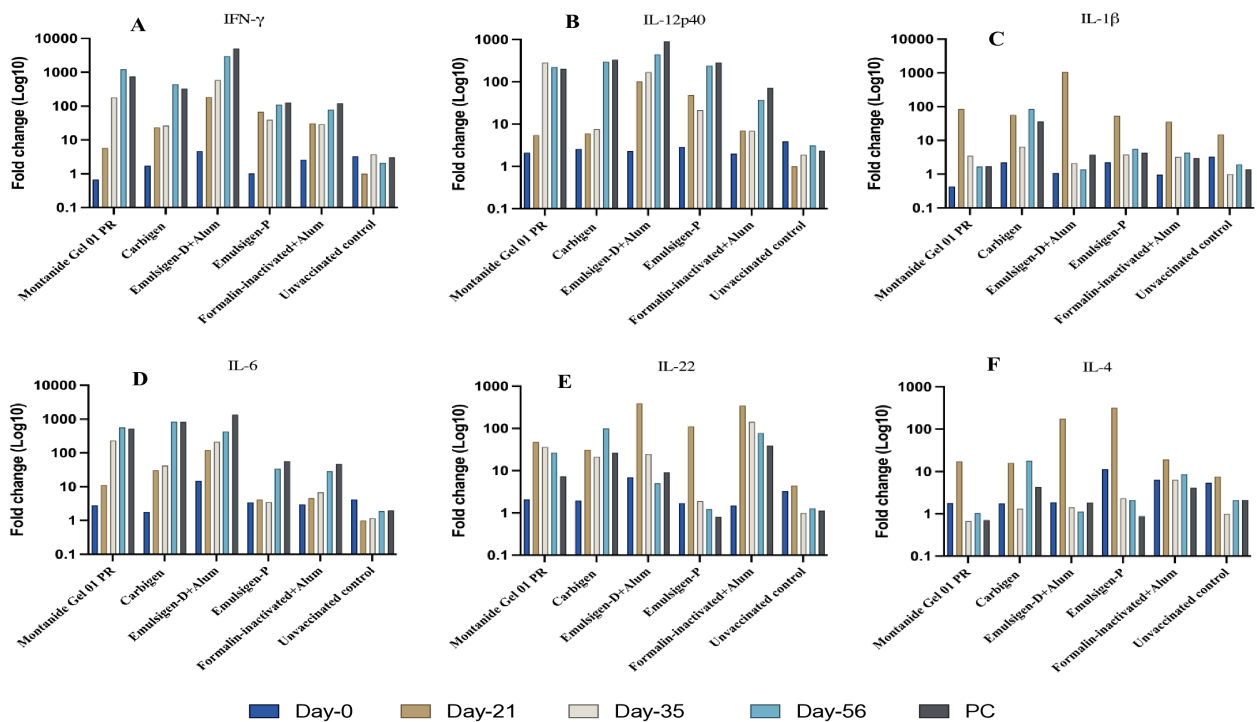 A
IFN-γ
Fold change (Log10)
10000
1000
100
10
1
0.1
Montanide Gel 01 PR
Carbigen
Emulsigen-D+Alum
Emulsigen-P
Formalin-inactivated+Alum
Unvaccinated control
B
IL-12p40
Fold change (Log10)
1000
100
10
1
0.1
Montanide Gel 01 PR
Carbigen
Emulsigen-D+Alum
Emulsigen-P
Formalin-inactivated+Alum
Unvaccinated control
C
IL-1β
Fold change (Log10)
10000
1000
100
10
1
0.1
Montanide Gel 01 PR
Carbigen
Emulsigen-D+Alum
Emulsigen-P
Formalin-inactivated+Alum
Unvaccinated control
D
IL-6
Fold change (Log10)
10000
1000
100
10
1
0.1
Montanide Gel 01 PR
Carbigen
Emulsigen-D+Alum
Emulsigen-P
Formalin-inactivated+Alum
Unvaccinated control
E
IL-22
Fold change (Log10)
1000
100
10
1
0.1
Montanide Gel 01 PR
Carbigen
Emulsigen-D+Alum
Emulsigen-P
Formalin-inactivated+Alum
Unvaccinated control
F
IL-4
Fold change (Log10)
1000
100
10
1
0.1
Montanide Gel 01 PR
Carbigen
Emulsigen-D+Alum
Emulsigen-P
Formalin-inactivated+Alum
Unvaccinated control
Day-0 Day-21 Day-35 Day-56 PC